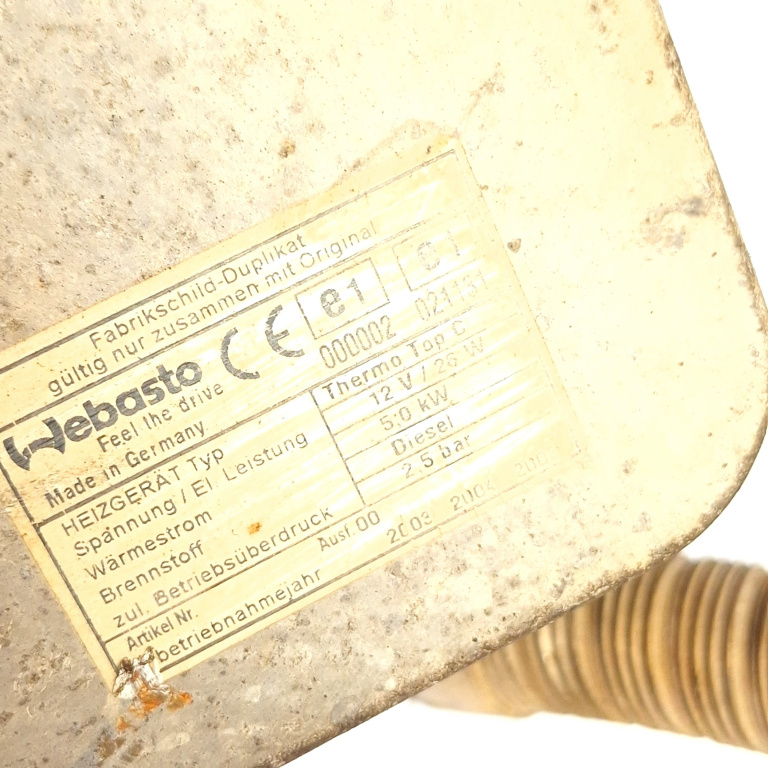 Fabrikschild-Duplikat
gültig nur zusammen mit Original
Webasto CE e1
Feel the drive 000002
Made in Germany
HEIZGERÄT Typ Thermo Top C
Spannung / El Leistung 12 V / 26 W
Wärmestrom 5,0 kW
Brennstoff Diesel
zul. Betriebsüberdruck 2.5 bar
Artikel Nr. Ausf. 00
betriebnahmejahr 2003 2004